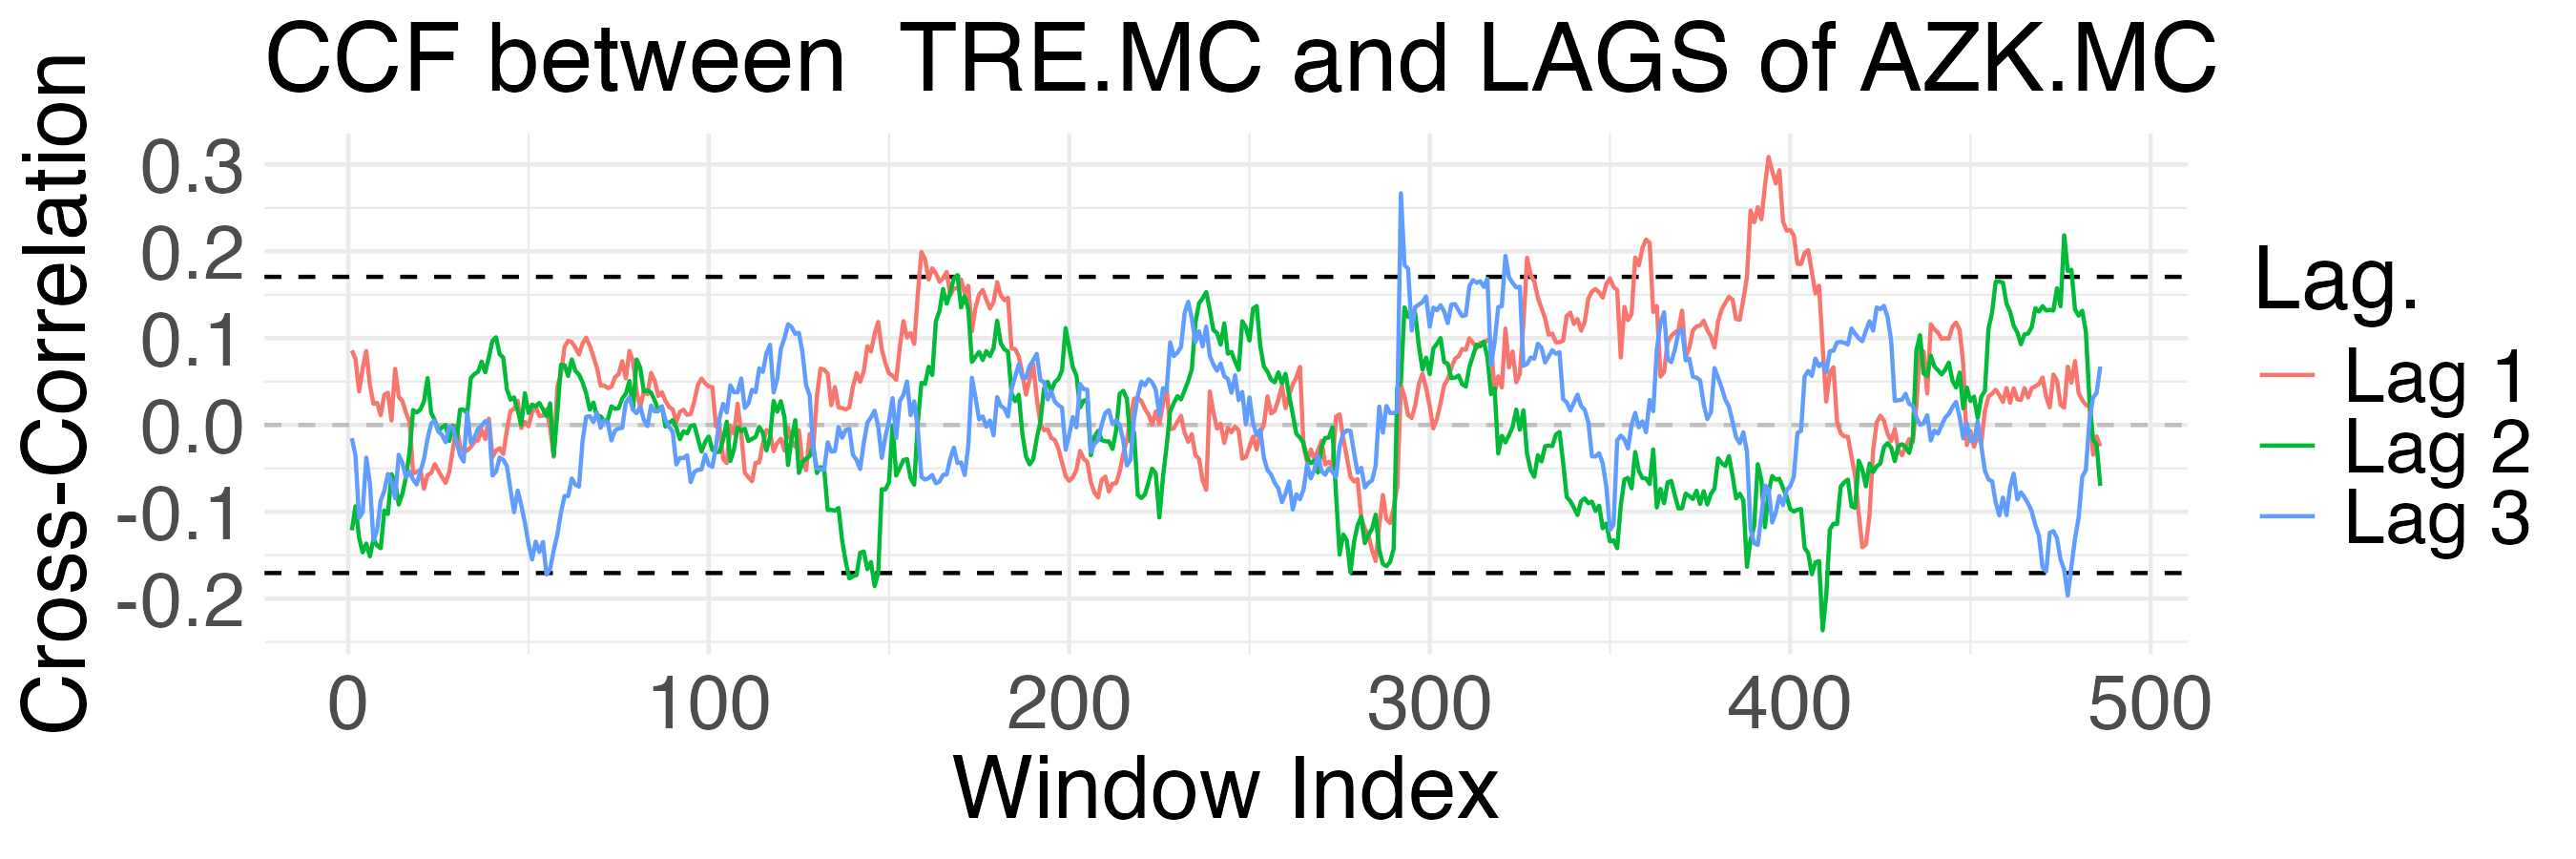 CCF between  TRE.MC and LAGS of AZK.MC
Cross-Correlation
0.3
0.2
0.1
0.0
-0.1
-0.2
0 100 200 300 400 500
Window Index
Lag.
Lag 1
Lag 2
Lag 3